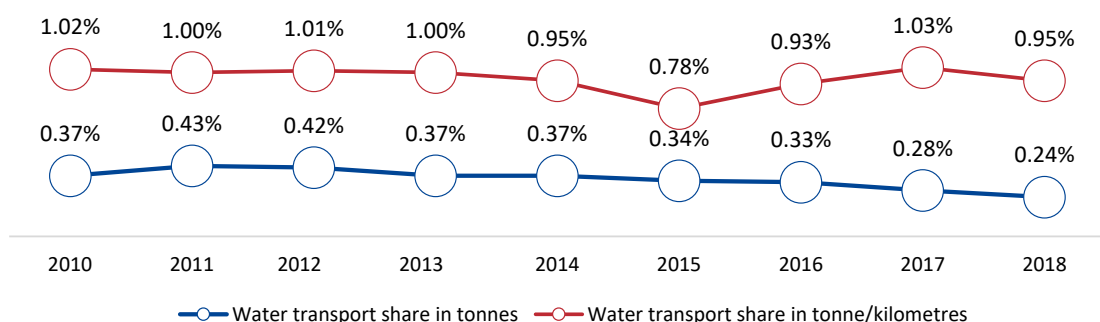 1.02% 1.00% 1.01% 1.00% 0.95% 0.78% 0.93% 1.03% 0.95%
0.37% 0.43% 0.42% 0.37% 0.37% 0.34% 0.33% 0.28% 0.24%
2010 2011 2012 2013 2014 2015 2016 2017 2018
Water transport share in tonnes Water transport share in tonne/kilometres